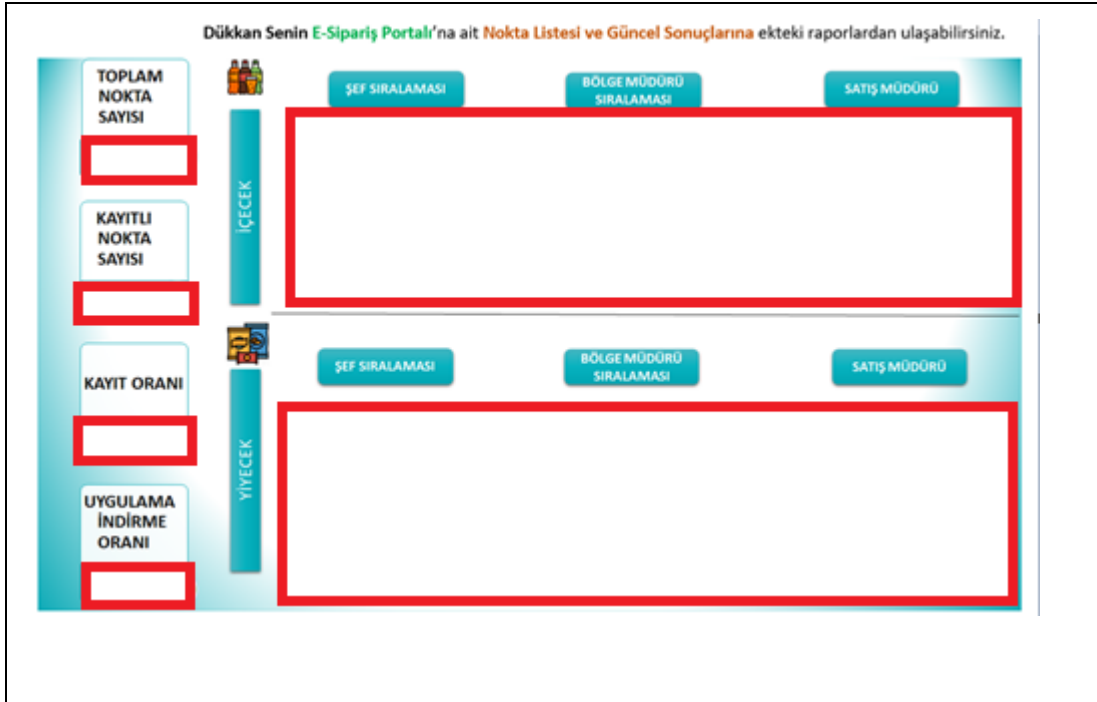 Dükkan Senin E-Sipariş Portalı'na ait Nokta Listesi ve Güncel Sonuçlarına ekteki raporlardan ulaşabilirsiniz.
TOPLAM
NOKTA
SAYISI
KAYITLI
NOKTA
SAYISI
KAYIT ORANI
UYGULAMA
İNDİRME
ORANI
İÇECEK
ŞEF SIRALAMASI
BÖLGE MÜDÜRÜ
SIRALAMASI
SATIŞ MÜDÜRÜ
YİYECEK
ŞEF SIRALAMASI
BÖLGE MÜDÜRÜ
SIRALAMASI
SATIŞ MÜDÜRÜ